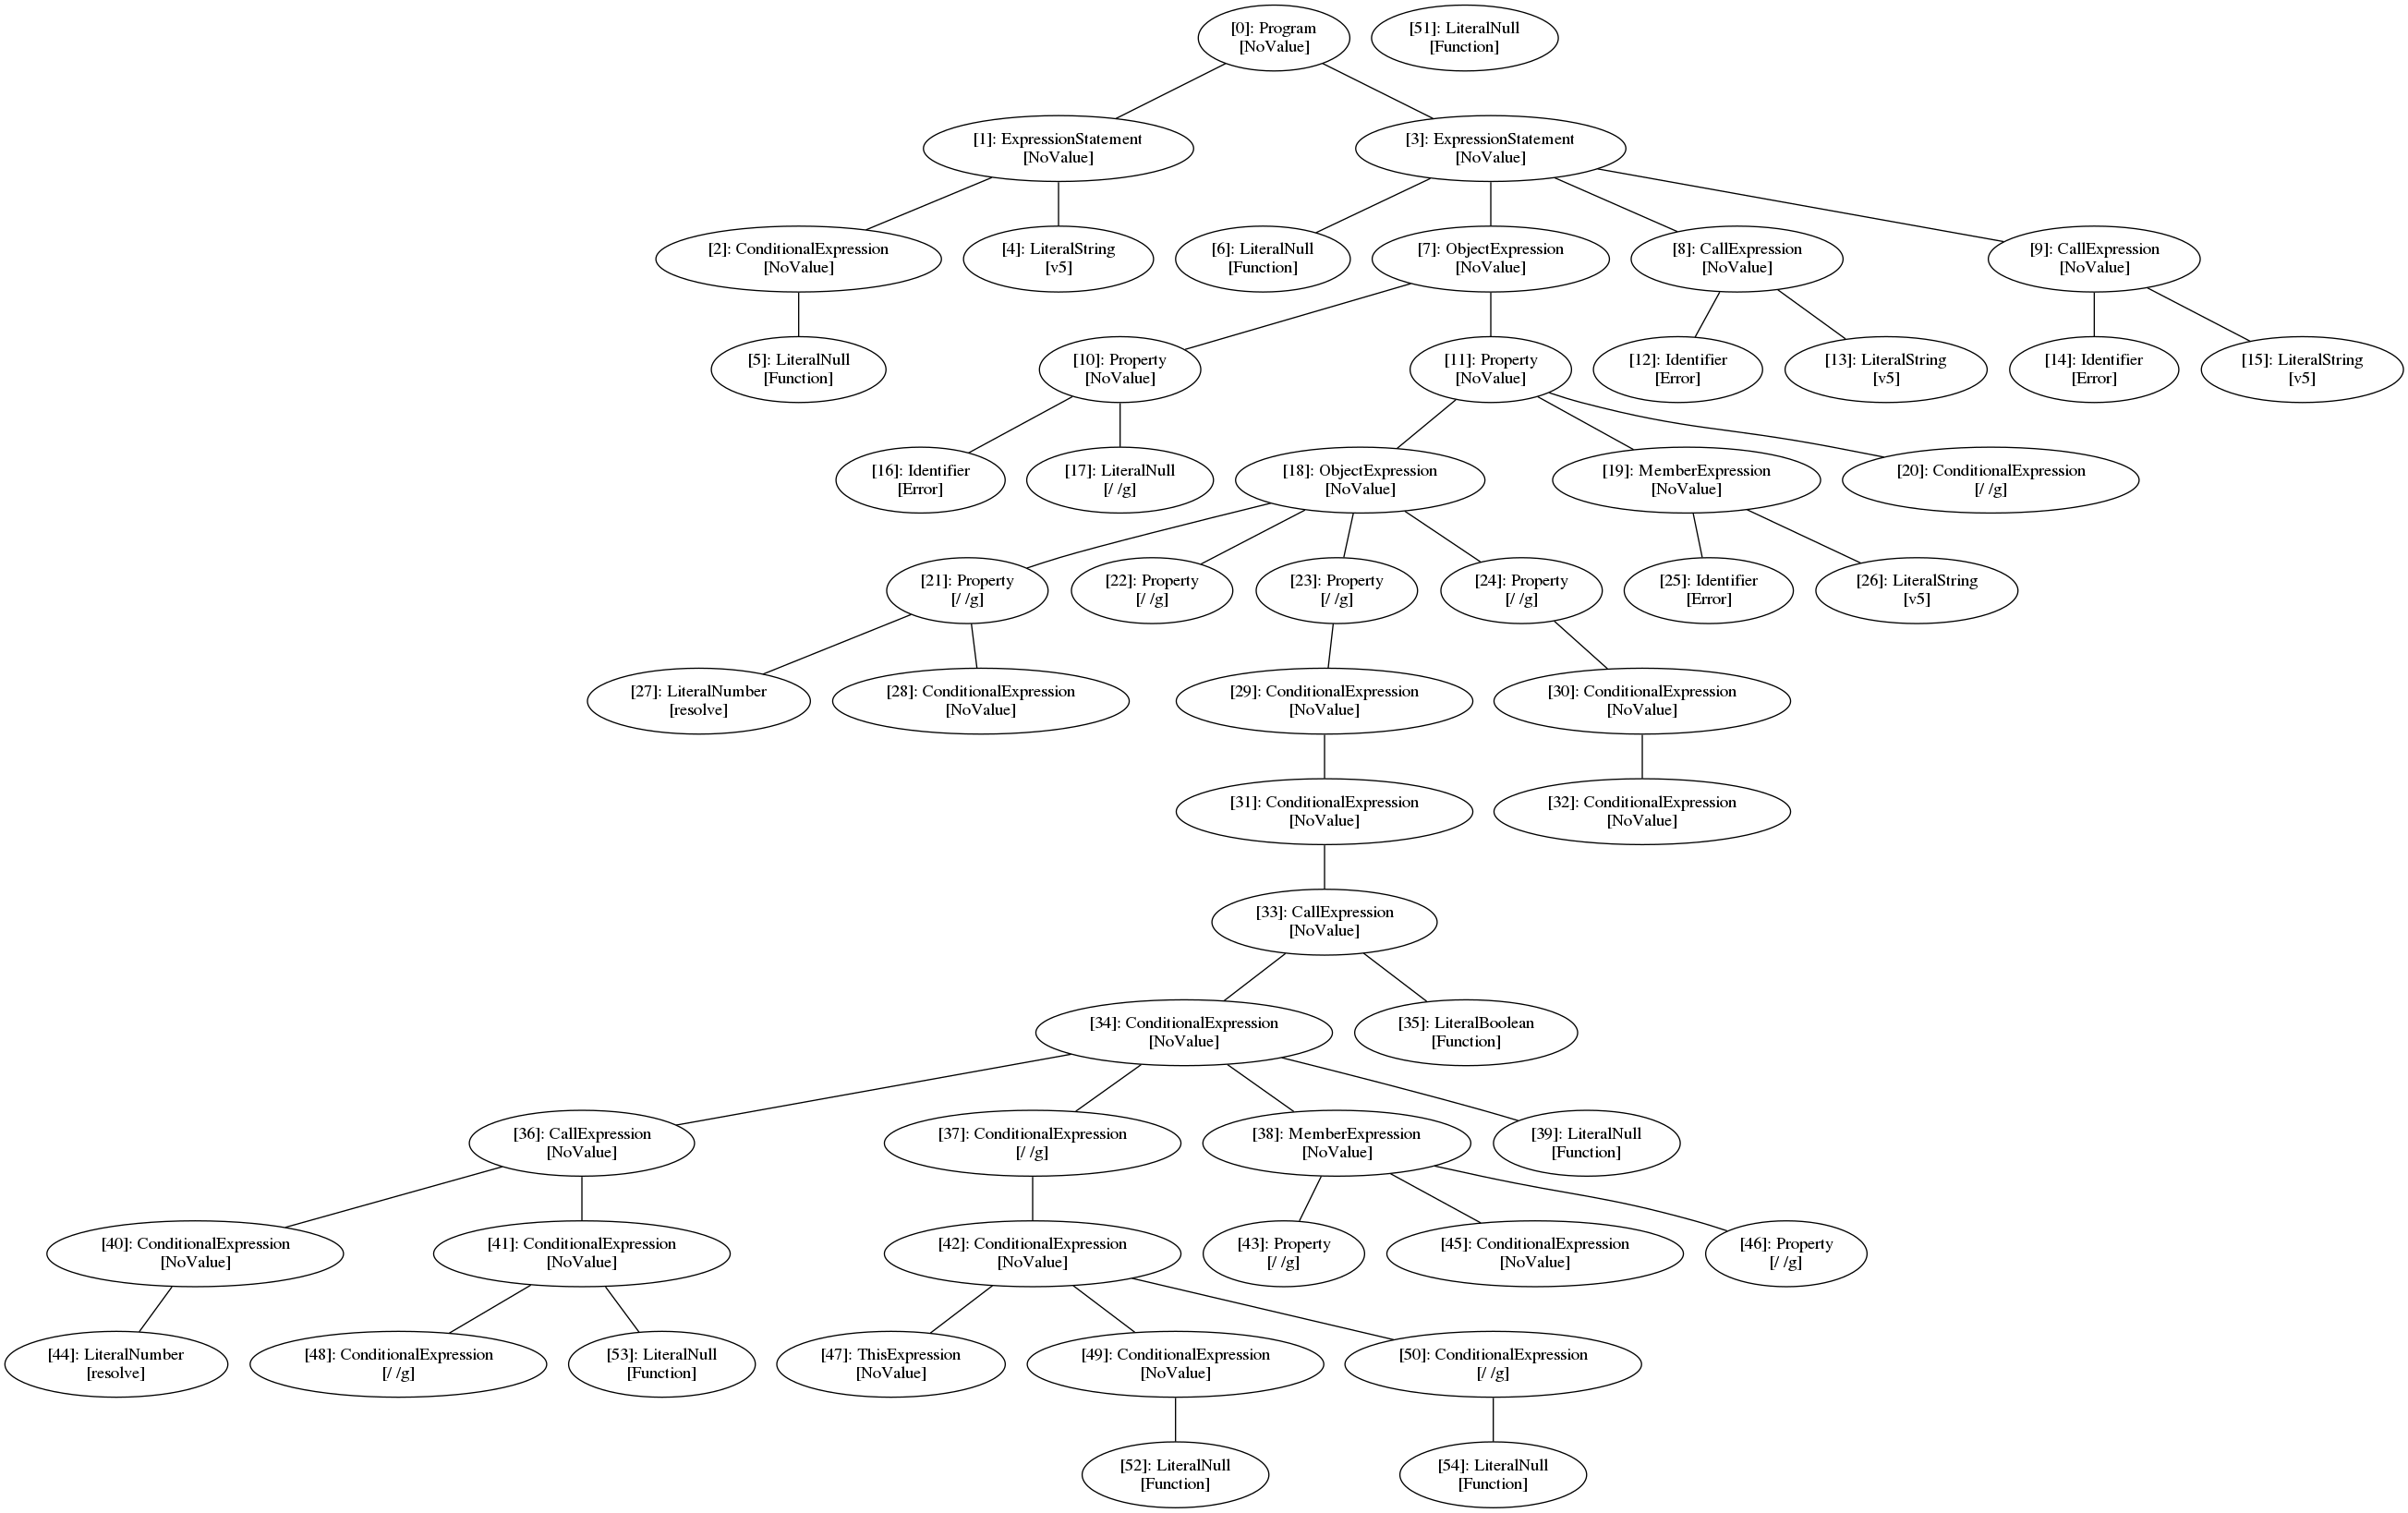 [0]: Program
[NoValue]
[51]: LiteralNull
[Function]
[1]: ExpressionStatement
[NoValue]
[3]: ExpressionStatement
[NoValue]
[2]: ConditionalExpression
[NoValue]
[4]: LiteralString
[v5]
[6]: LiteralNull
[Function]
[7]: ObjectExpression
[NoValue]
[8]: CallExpression
[NoValue]
[9]: CallExpression
[NoValue]
[5]: LiteralNull
[Function]
[10]: Property
[NoValue]
[11]: Property
[NoValue]
[12]: Identifier
[Error]
[13]: LiteralString
[v5]
[14]: Identifier
[Error]
[15]: LiteralString
[v5]
[16]: Identifier
[Error]
[17]: LiteralNull
[/ /g]
[18]: ObjectExpression
[NoValue]
[19]: MemberExpression
[NoValue]
[20]: ConditionalExpression
[/ /g]
[21]: Property
[/ /g]
[22]: Property
[/ /g]
[23]: Property
[/ /g]
[24]: Property
[/ /g]
[25]: Identifier
[Error]
[26]: LiteralString
[v5]
[27]: LiteralNumber
[resolve]
[28]: ConditionalExpression
[NoValue]
[29]: ConditionalExpression
[NoValue]
[30]: ConditionalExpression
[NoValue]
[31]: ConditionalExpression
[NoValue]
[32]: ConditionalExpression
[NoValue]
[33]: CallExpression
[NoValue]
[34]: ConditionalExpression
[NoValue]
[35]: LiteralBoolean
[Function]
[36]: CallExpression
[NoValue]
[37]: ConditionalExpression
[/ /g]
[38]: MemberExpression
[NoValue]
[39]: LiteralNull
[Function]
[40]: ConditionalExpression
[NoValue]
[41]: ConditionalExpression
[NoValue]
[42]: ConditionalExpression
[NoValue]
[43]: Property
[/ /g]
[45]: ConditionalExpression
[NoValue]
[46]: Property
[/ /g]
[44]: LiteralNumber
[resolve]
[48]: ConditionalExpression
[/ /g]
[53]: LiteralNull
[Function]
[47]: ThisExpression
[NoValue]
[49]: ConditionalExpression
[NoValue]
[50]: ConditionalExpression
[/ /g]
[52]: LiteralNull
[Function]
[54]: LiteralNull
[Function]